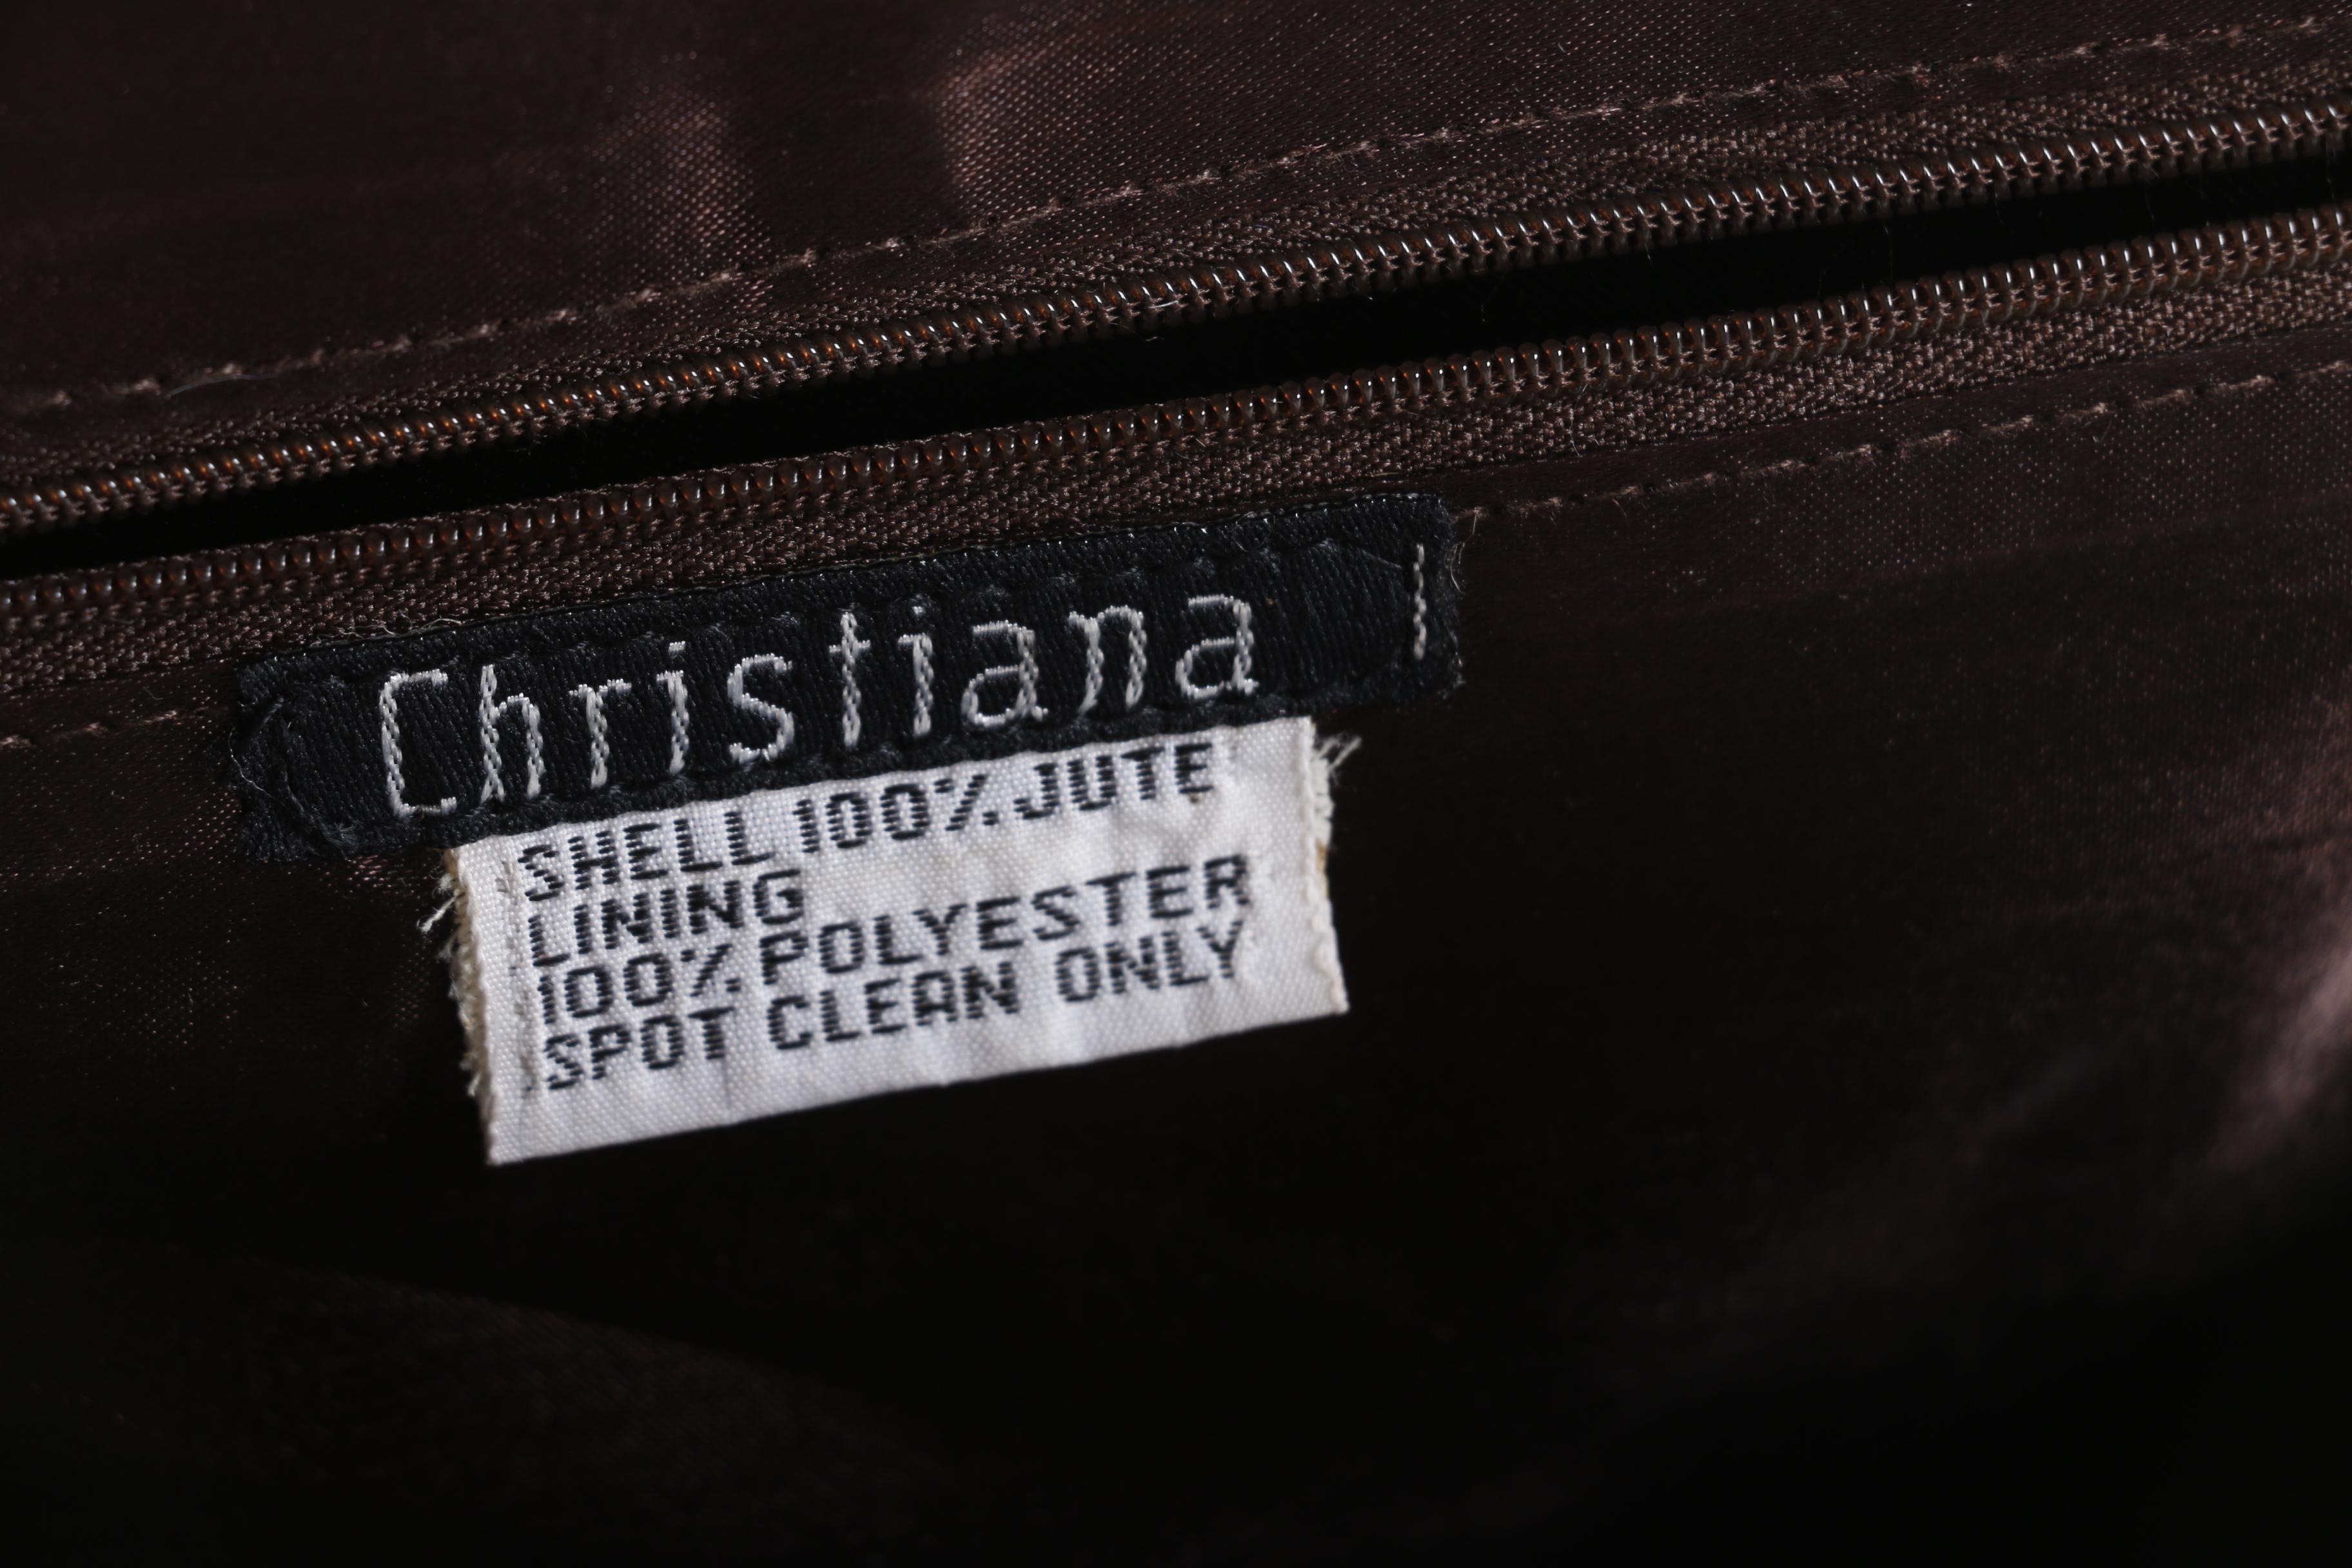 Christiana
SHELL 100% JUTE
LINING
100% POLYESTER
SPOT CLEAN ONLY